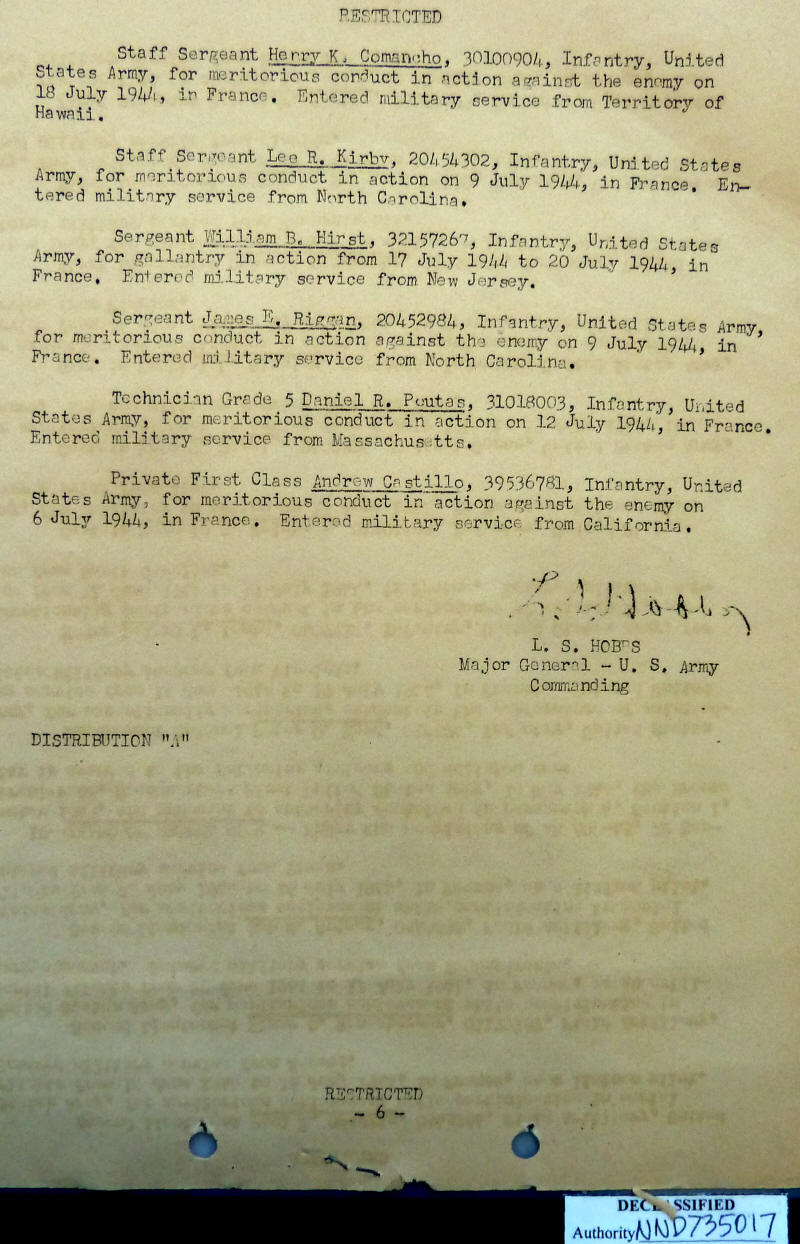 RESTRICTED
Staff Sergeant Herry K. Comancho, 30100904, Infantry, United
States Army, for meritorious conduct in action against the enemy on
18 July 1944, in France. Entered military service from Territory of
Hawaii.
Staff Sergeant Lee R. Kirby, 20454302, Infantry, United States
Army, for meritorious conduct in action on 9 July 1944, in France. En-
tered military service from North Carolina.
Sergeant William B. Hirst, 32157267, Infantry, United States
Army, for gallantry in action from 17 July 1944 to 20 July 1944, in
France. Entered military service from New Jersey.
Sergeant James E. Riggan, 20452984, Infantry, United States Army,
for meritorious conduct in action against the enemy on 9 July 1944, in
France. Entered military service from North Carolina.
Technician Grade 5 Daniel R. Poutas, 31018003, Infantry, United
States Army, for meritorious conduct in action on 12 July 1944, in France.
Entered military service from Massachusetts.
Private First Class Andrew Castillo, 39536781, Infantry, United
States Army, for meritorious conduct in action against the enemy on
6 July 1944, in France. Entered military service from California.
L. S. HOBBS
Major General - U. S. Army
Commanding
DISTRIBUTION "A"
RESTRICTED
- 6 -
DECLASSIFIED
Authority NND735017